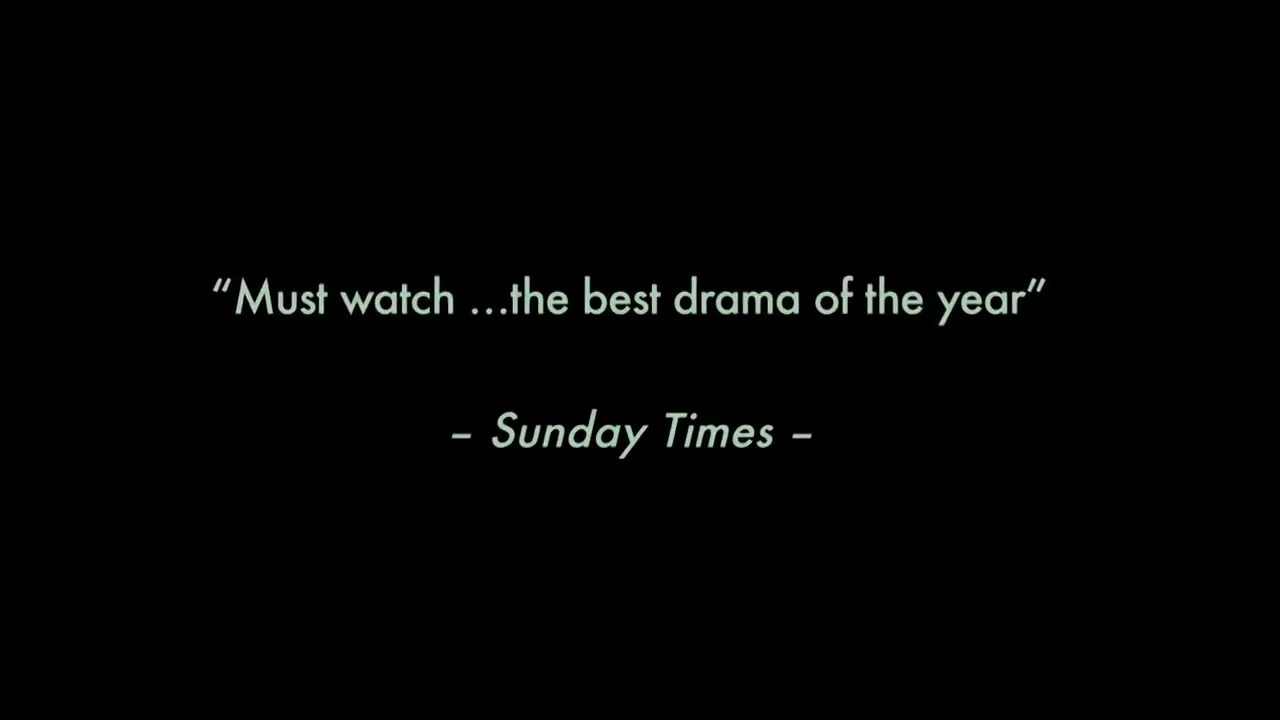 “Must watch ...the best drama of the year”
– Sunday Times –